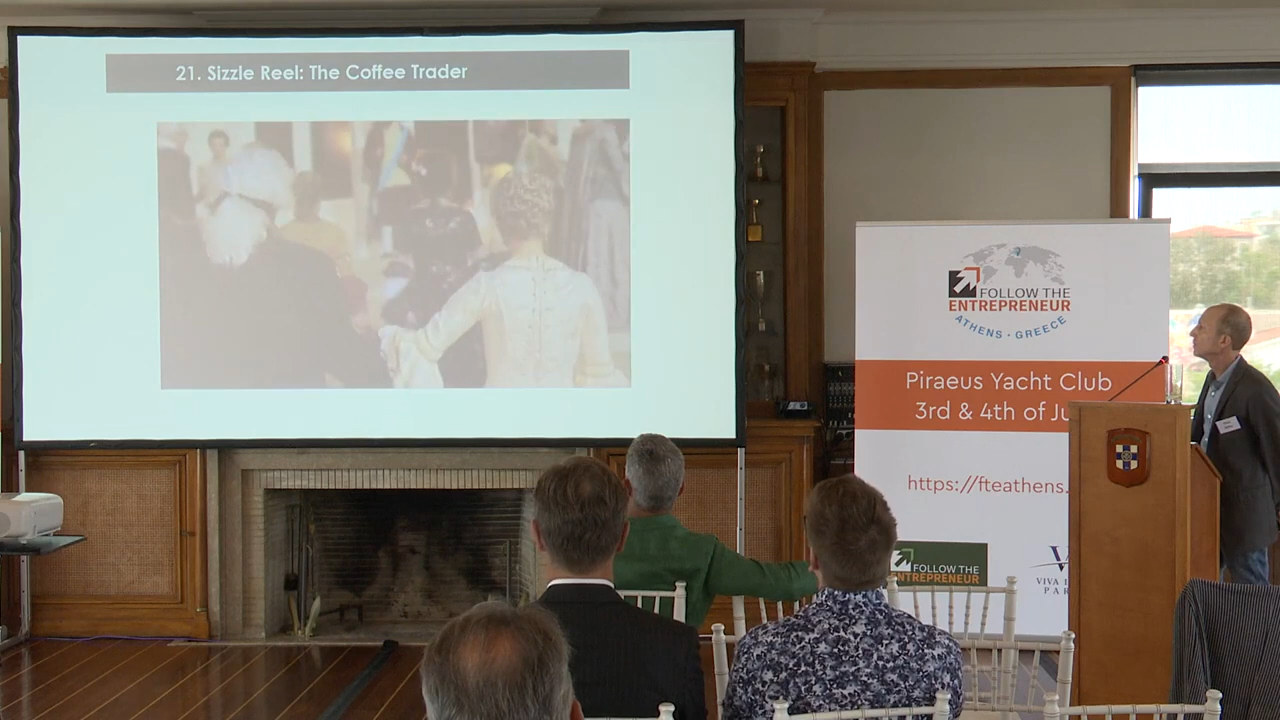 21. Sizzle Reel: The Coffee Trader
FOLLOW THE
ENTREPRENEUR
ATHENS · GREECE
Piraeus Yacht Club
3rd & 4th of Ju
https://fteathens.
FOLLOW THE
ENTREPRENEUR
VIVA